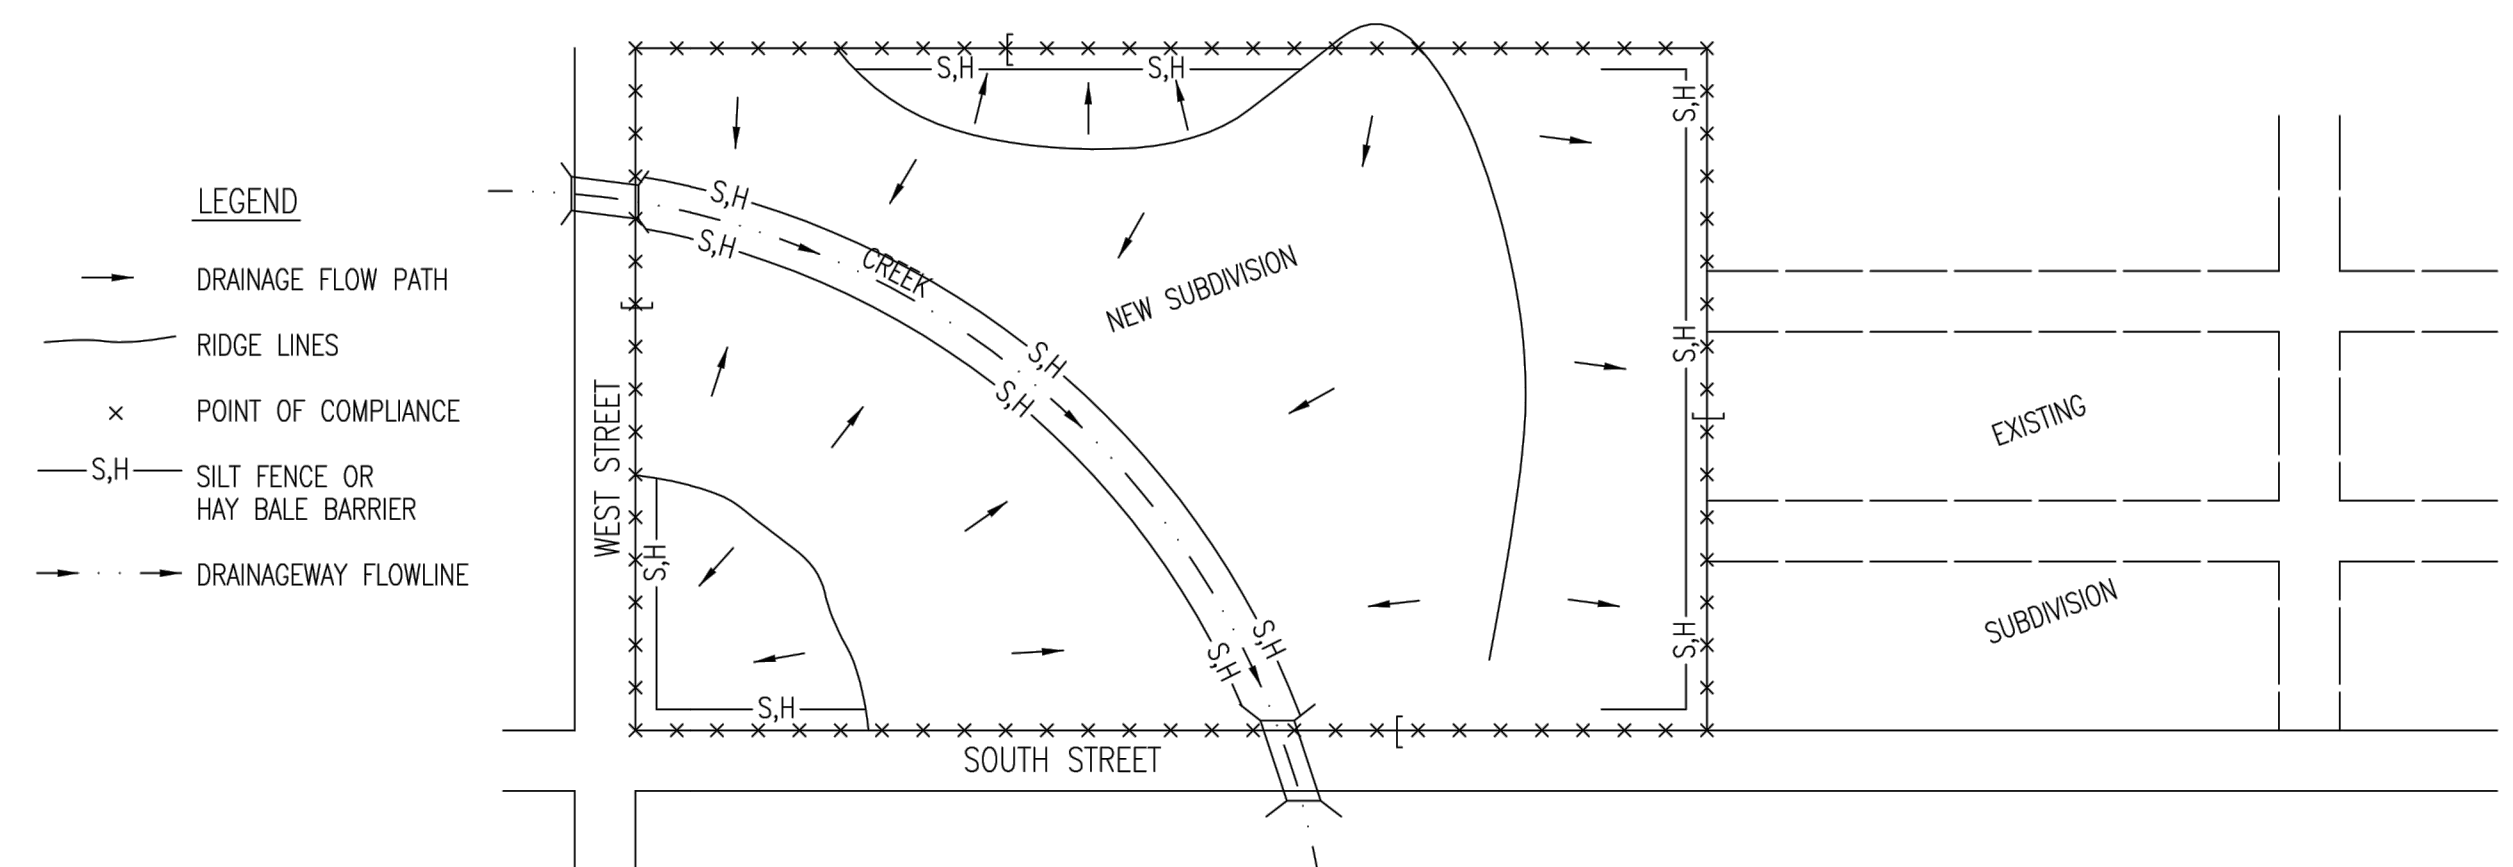 LEGEND
DRAINAGE FLOW PATH
RIDGE LINES
× POINT OF COMPLIANCE
S,H SILT FENCE OR
HAY BALE BARRIER
DRAINAGEWAY FLOWLINE
S,H
S,H
S,H
S,H
S,H
CREEK
NEW SUBDIVISION
S,H
S,H
S,H
WEST STREET
S,H
S,H
S,H
S,H
S,H
SOUTH STREET
EXISTING
SUBDIVISION